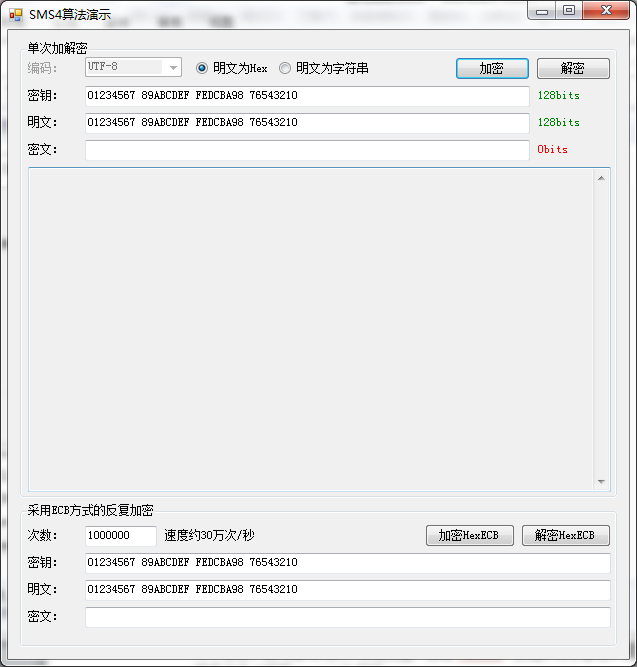 SMS4算法演示
单次加解密
编码: UTF-8 明文为Hex 明文为字符串 加密 解密
密钥: 01234567 89ABCDEF FEDCBA98 76543210 128bits
明文: 01234567 89ABCDEF FEDCBA98 76543210 128bits
密文: 0bits
采用ECB方式的反复加密
次数: 1000000 速度约30万次/秒 加密HexECB 解密HexECB
密钥: 01234567 89ABCDEF FEDCBA98 76543210
明文: 01234567 89ABCDEF FEDCBA98 76543210
密文: